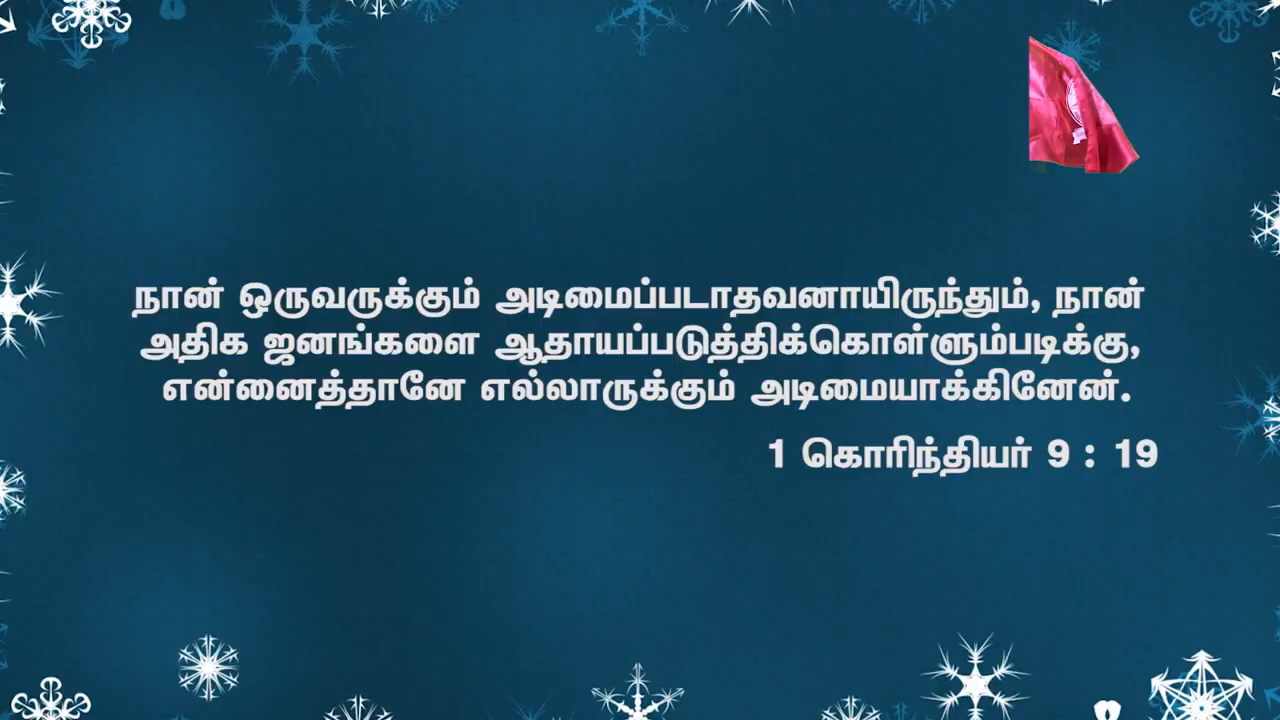 நான் ஒருவருக்கும் அடிமைப்படாதவனாயிருந்தும், நான்
அதிக ஜனங்களை ஆதாயப்படுத்திக்கொள்ளும்படிக்கு,
என்னைத்தானே எல்லாருக்கும் அடிமையாக்கினேன்.
1 கொரிந்தியர் 9 : 19